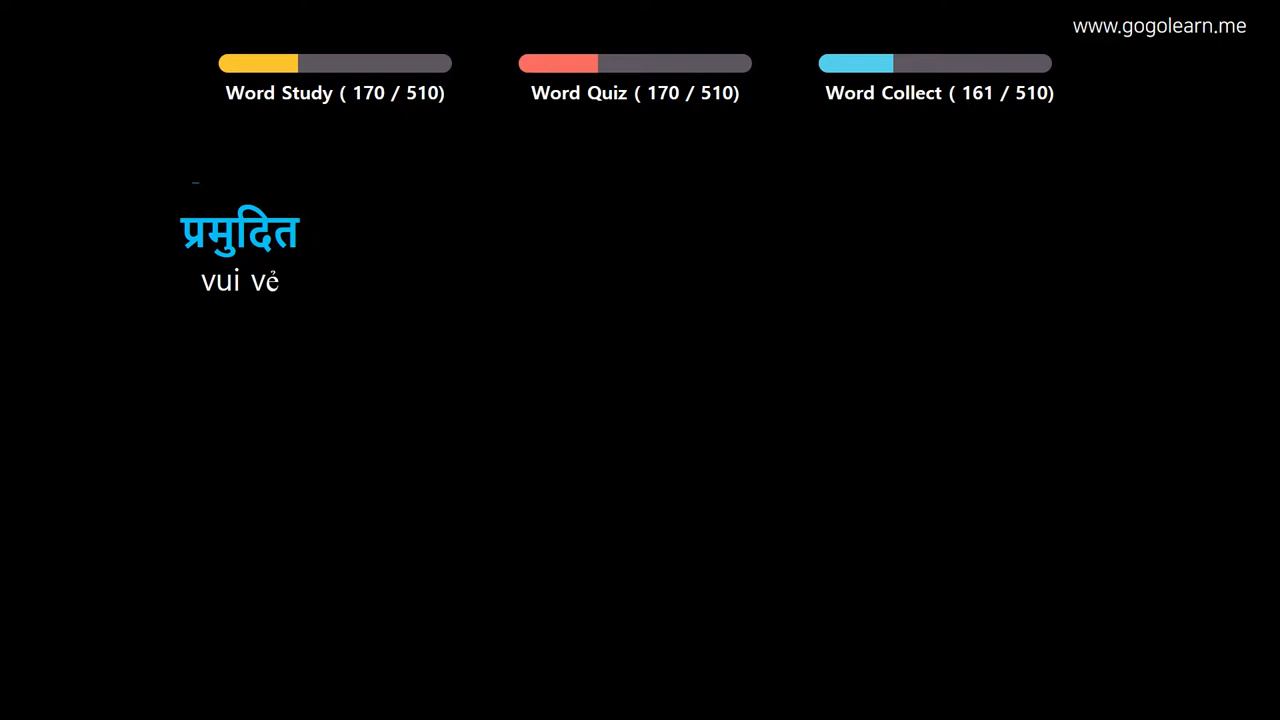 www.gogolearn.me
Word Study ( 170 / 510)
Word Quiz ( 170 / 510)
Word Collect ( 161 / 510)
प्रमुदित
vui vẻ